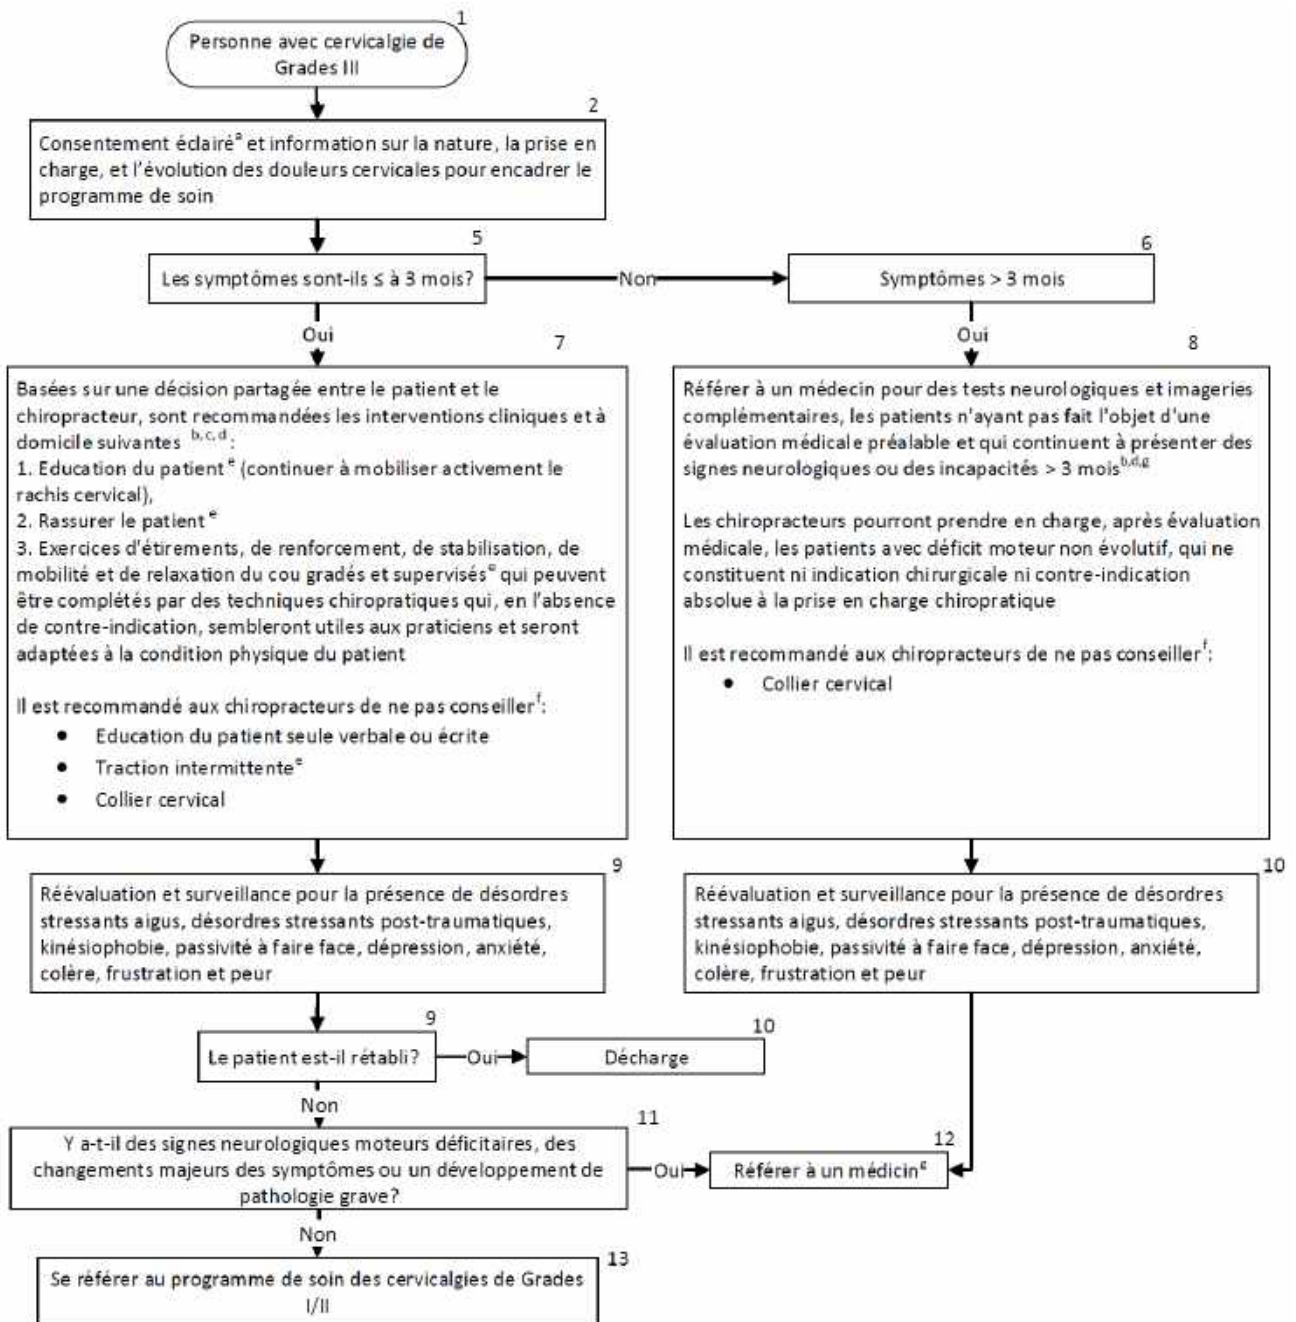 1
Personne avec cervicalgie de
Grades III
2
Consentement éclairé^a et information sur la nature, la prise en
charge, et l'évolution des douleurs cervicales pour encadrer le
programme de soin
5
Les symptômes sont-ils ≤ à 3 mois?
Non
6
Symptômes > 3 mois
Oui
Oui
7
Basées sur une décision partagée entre le patient et le
chiropracteur, sont recommandées les interventions cliniques et à
domicile suivantes ^b, c, d :
1. Education du patient ^e (continuer à mobiliser activement le
rachis cervical),
2. Rassurer le patient ^e
3. Exercices d'étirements, de renforcement, de stabilisation, de
mobilité et de relaxation du cou gradés et supervisés^e qui peuvent
être complétés par des techniques chiropratiques qui, en l'absence
de contre-indication, sembleront utiles aux praticiens et seront
adaptées à la condition physique du patient
Il est recommandé aux chiropracteurs de ne pas conseiller^f:
• Education du patient seule verbale ou écrite
• Traction intermittente^e
• Collier cervical
8
Référer à un médecin pour des tests neurologiques et imageries
complémentaires, les patients n'ayant pas fait l'objet d'une
évaluation médicale préalable et qui continuent à présenter des
signes neurologiques ou des incapacités > 3 mois^b,d,g
Les chiropracteurs pourront prendre en charge, après évaluation
médicale, les patients avec déficit moteur non évolutif, qui ne
constituent ni indication chirurgicale ni contre-indication
absolue à la prise en charge chiropratique
Il est recommandé aux chiropracteurs de ne pas conseiller^f:
• Collier cervical
9
Réévaluation et surveillance pour la présence de désordres
stressants aigus, désordres stressants post-traumatiques,
kinésiophobie, passivité à faire face, dépression, anxiété,
colère, frustration et peur
10
Réévaluation et surveillance pour la présence de désordres
stressants aigus, désordres stressants post-traumatiques,
kinésiophobie, passivité à faire face, dépression, anxiété,
colère, frustration et peur
9
Le patient est-il rétabli?
Oui
10
Décharge
Non
11
Y a-t-il des signes neurologiques moteurs déficitaires, des
changements majeurs des symptômes ou un développement de
pathologie grave?
Oui
12
Référer à un médicin^g
Non
13
Se référer au programme de soin des cervicalgies de Grades
I/II